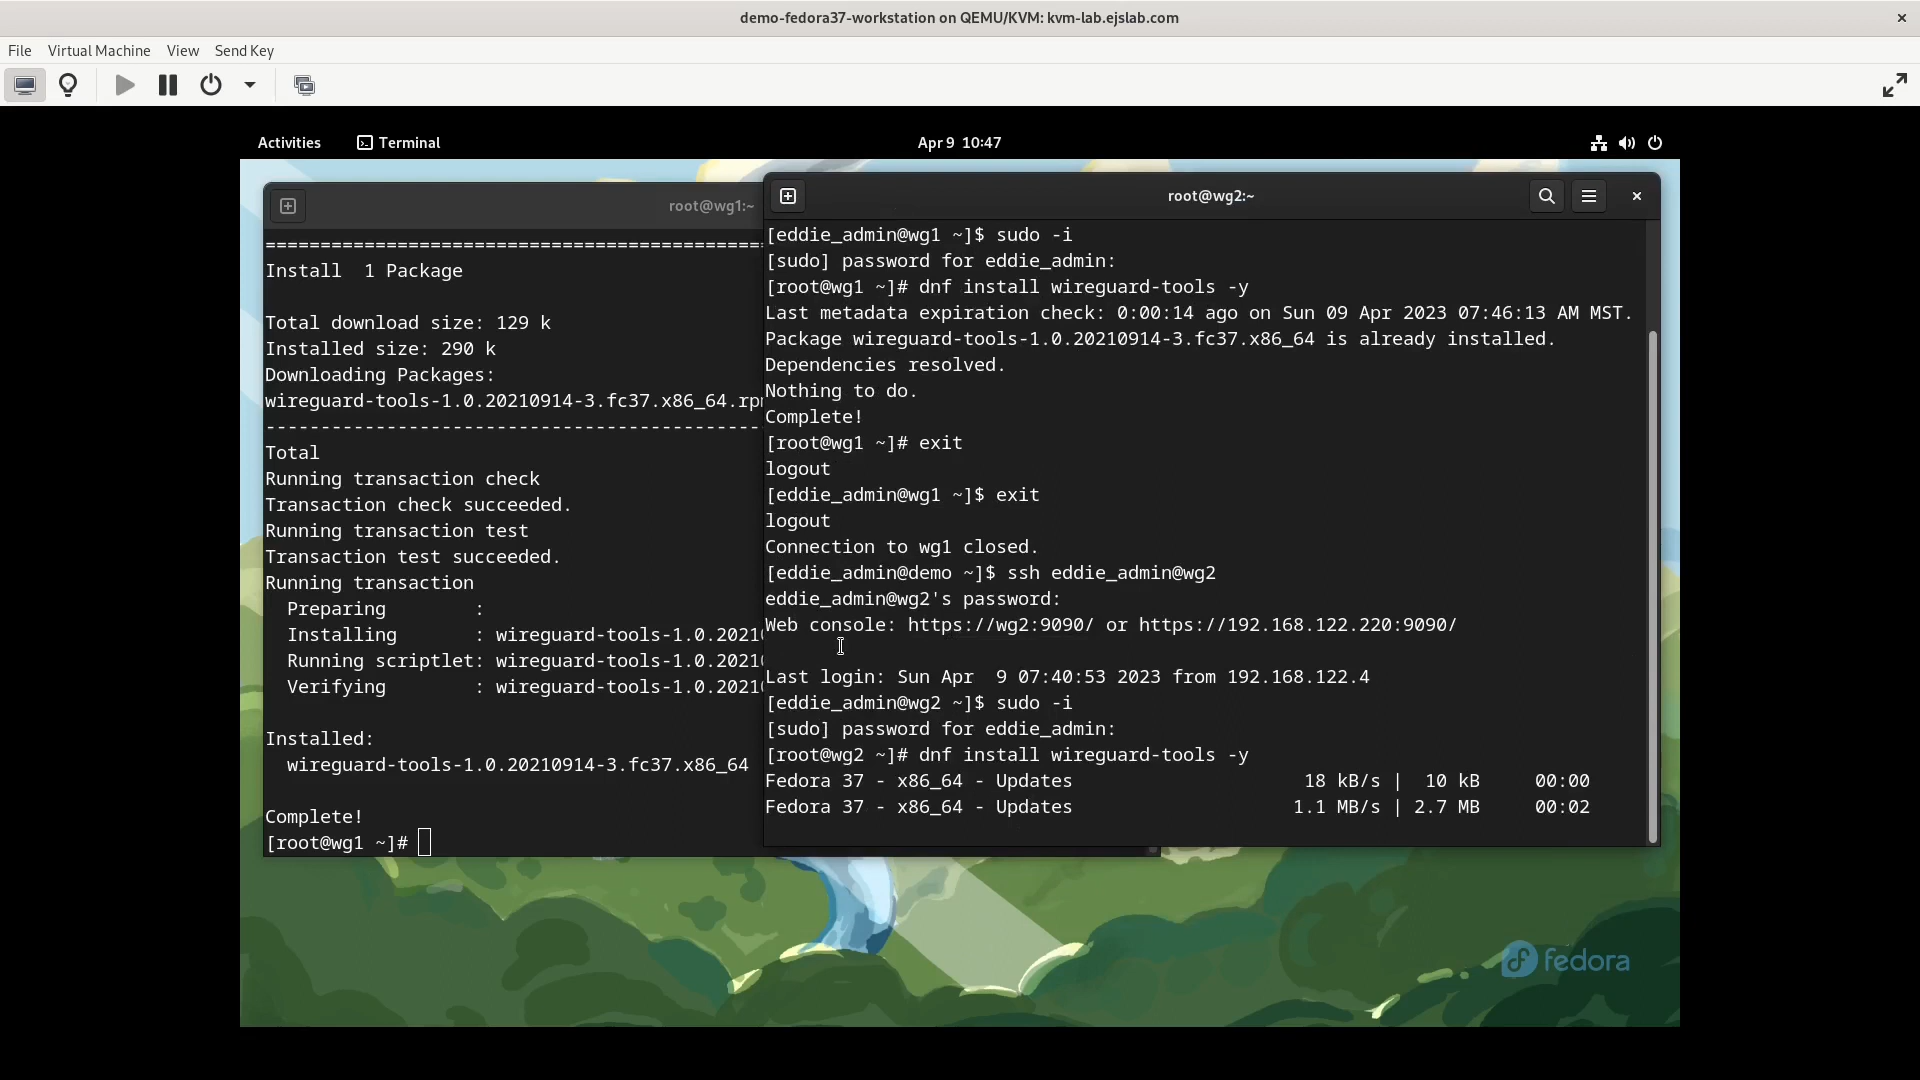 demo-fedora37-workstation on QEMU/KVM: kvm-lab.ejslab.com
File Virtual Machine View Send Key
Activities Terminal Apr 9 10:47
root@wg1:~
============================================
Install  1 Package
Total download size: 129 k
Installed size: 290 k
Downloading Packages:
wireguard-tools-1.0.20210914-3.fc37.x86_64.rp
--------------------------------------------
Total
Running transaction check
Transaction check succeeded.
Running transaction test
Transaction test succeeded.
Running transaction
Preparing        :
Installing       : wireguard-tools-1.0.2021
Running scriptlet: wireguard-tools-1.0.2021
Verifying        : wireguard-tools-1.0.2021
Installed:
wireguard-tools-1.0.20210914-3.fc37.x86_64
Complete!
[root@wg1 ~]#
root@wg2:~
[eddie_admin@wg1 ~]$ sudo -i
[sudo] password for eddie_admin:
[root@wg1 ~]# dnf install wireguard-tools -y
Last metadata expiration check: 0:00:14 ago on Sun 09 Apr 2023 07:46:13 AM MST.
Package wireguard-tools-1.0.20210914-3.fc37.x86_64 is already installed.
Dependencies resolved.
Nothing to do.
Complete!
[root@wg1 ~]# exit
logout
[eddie_admin@wg1 ~]$ exit
logout
Connection to wg1 closed.
[eddie_admin@demo ~]$ ssh eddie_admin@wg2
eddie_admin@wg2's password:
Web console: https://wg2:9090/ or https://192.168.122.220:9090/
Last login: Sun Apr  9 07:40:53 2023 from 192.168.122.4
[eddie_admin@wg2 ~]$ sudo -i
[sudo] password for eddie_admin:
[root@wg2 ~]# dnf install wireguard-tools -y
Fedora 37 - x86_64 - Updates                     18 kB/s |  10 kB     00:00
Fedora 37 - x86_64 - Updates                    1.1 MB/s | 2.7 MB     00:02
fedora